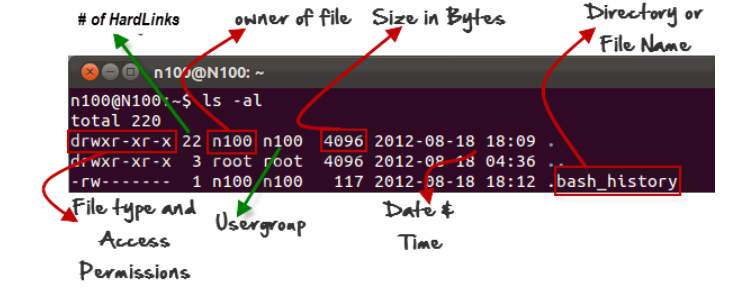 # of HardLinks owner of file Size in Bytes Directory or
File Name
n100@N100: ~
n100@N100:~$ ls -al
total 220
drwxr-xr-x 22 n100 n100 4096 2012-08-18 18:09 .
drwxr-xr-x 3 root root 4096 2012-08-18 04:36 ..
-rw------- 1 n100 n100 117 2012-08-18 18:12 .bash_history
File type and
Access
Permissions
Usergroup
Date &
Time